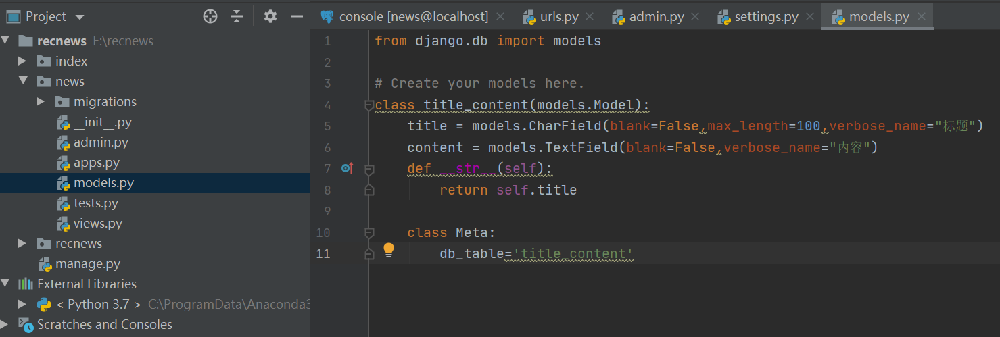 Project
recnews F:\recnews
index
news
migrations
__init__.py
admin.py
apps.py
models.py
tests.py
views.py
recnews
manage.py
External Libraries
< Python 3.7 > C:\ProgramData\Anaconda3
Scratches and Consoles
console [news@localhost] urls.py admin.py settings.py models.py
1 from django.db import models
2
3 # Create your models here.
4 class title_content(models.Model):
5 title = models.CharField(blank=False,max_length=100,verbose_name="标题")
6 content = models.TextField(blank=False,verbose_name="内容")
7 def __str__(self):
8 return self.title
9
10 class Meta:
11 db_table='title_content'